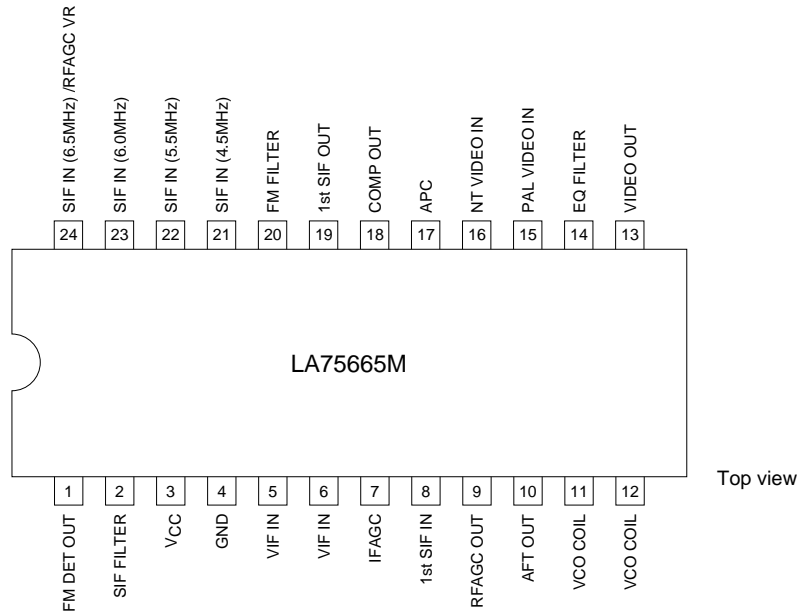 SIF IN (6.5MHz) /RFAGC VR
SIF IN (6.0MHz)
SIF IN (5.5MHz)
SIF IN (4.5MHz)
FM FILTER
1st SIF OUT
COMP OUT
APC
NT VIDEO IN
PAL VIDEO IN
EQ FILTER
VIDEO OUT
24 23 22 21 20 19 18 17 16 15 14 13
LA75665M
Top view
1 2 3 4 5 6 7 8 9 10 11 12
FM DET OUT
SIF FILTER
VCC
GND
VIF IN
VIF IN
IFAGC
1st SIF IN
RFAGC OUT
AFT OUT
VCO COIL
VCO COIL